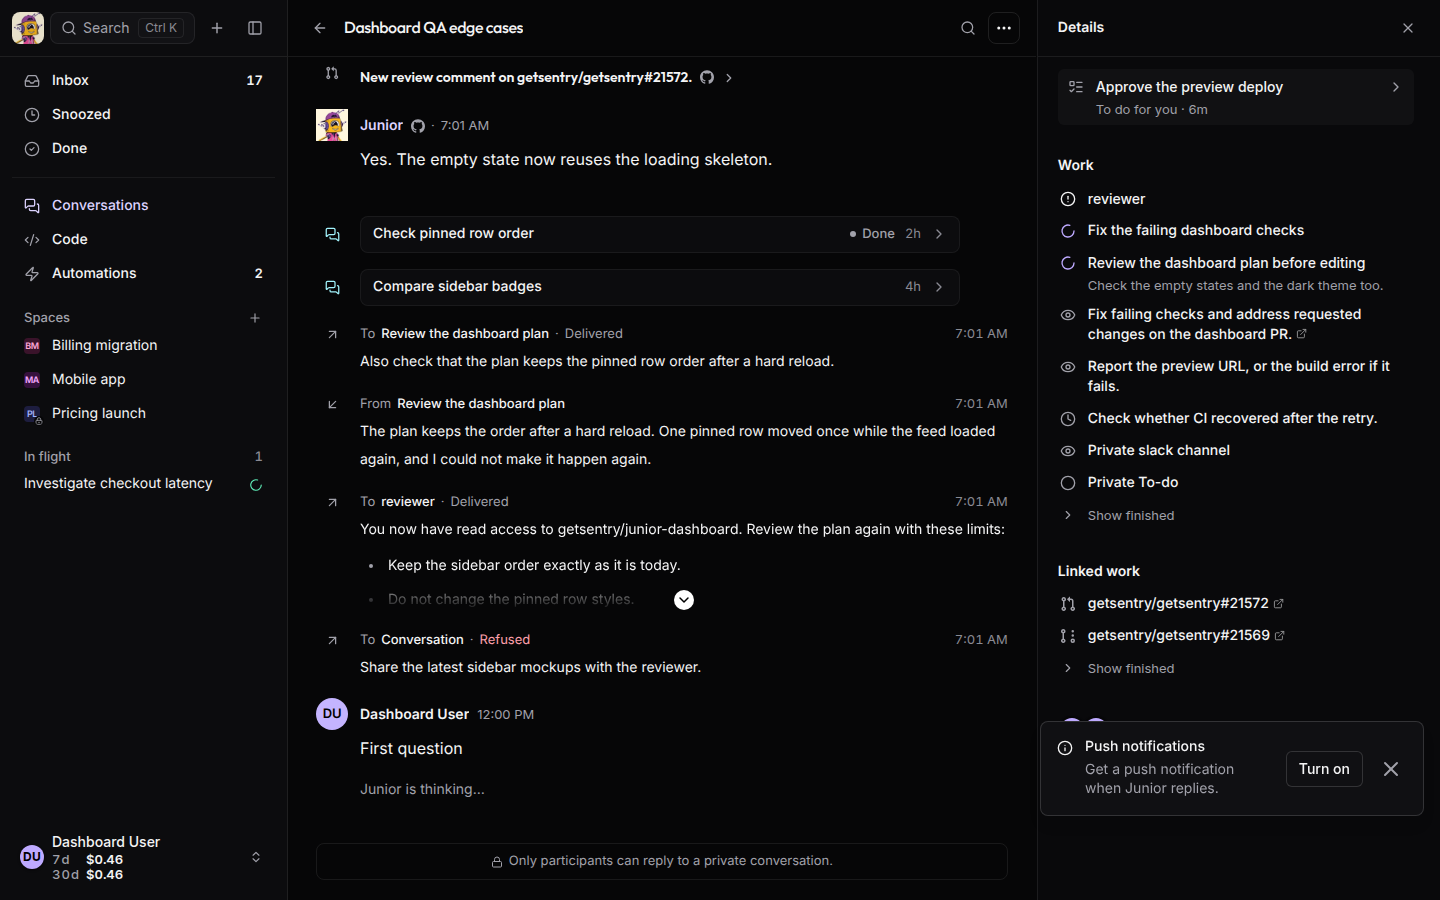 Search Ctrl K
Inbox 17
Snoozed
Done
Conversations
Code
Automations 2
Spaces
BM Billing migration
MA Mobile app
PL Pricing launch
In flight 1
Investigate checkout latency
DU Dashboard User
7d $0.46
30d $0.46
Dashboard QA edge cases
New review comment on getsentry/getsentry#21572.
Junior · 7:01 AM
Yes. The empty state now reuses the loading skeleton.
Check pinned row order Done 2h
Compare sidebar badges 4h
To Review the dashboard plan · Delivered 7:01 AM
Also check that the plan keeps the pinned row order after a hard reload.
From Review the dashboard plan 7:01 AM
The plan keeps the order after a hard reload. One pinned row moved once while the feed loaded
again, and I could not make it happen again.
To reviewer · Delivered 7:01 AM
You now have read access to getsentry/junior-dashboard. Review the plan again with these limits:
• Keep the sidebar order exactly as it is today.
• Do not change the pinned row styles.
To Conversation · Refused 7:01 AM
Share the latest sidebar mockups with the reviewer.
DU Dashboard User 12:00 PM
First question
Junior is thinking...
Only participants can reply to a private conversation.
Details
Approve the preview deploy
To do for you · 6m
Work
reviewer
Fix the failing dashboard checks
Review the dashboard plan before editing
Check the empty states and the dark theme too.
Fix failing checks and address requested
changes on the dashboard PR.
Report the preview URL, or the build error if it
fails.
Check whether CI recovered after the retry.
Private slack channel
Private To-do
Show finished
Linked work
getsentry/getsentry#21572
getsentry/getsentry#21569
Show finished
Push notifications
Get a push notification
when Junior replies.
Turn on